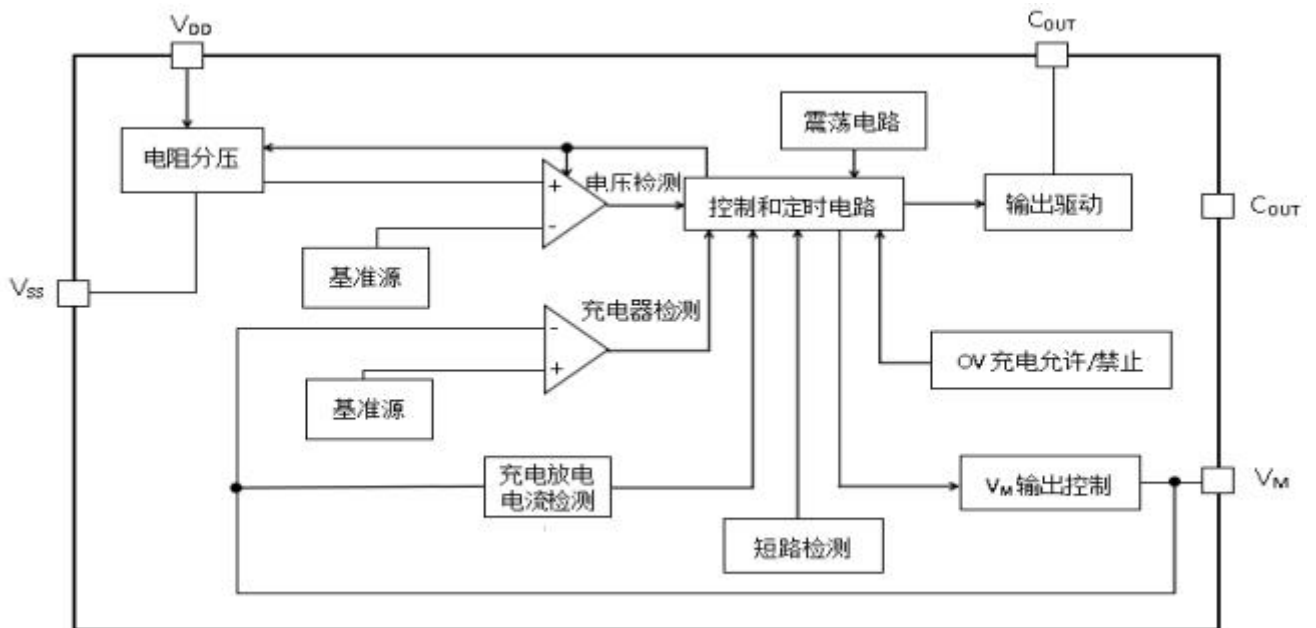 VDD
COUT
震荡电路
电阻分压
+
电压检测
控制和定时电路
输出驱动
COUT
-
基准源
VSS
充电器检测
-
+
OV 充电允许/禁止
基准源
充电放电
电流检测
VM 输出控制
VM
短路检测